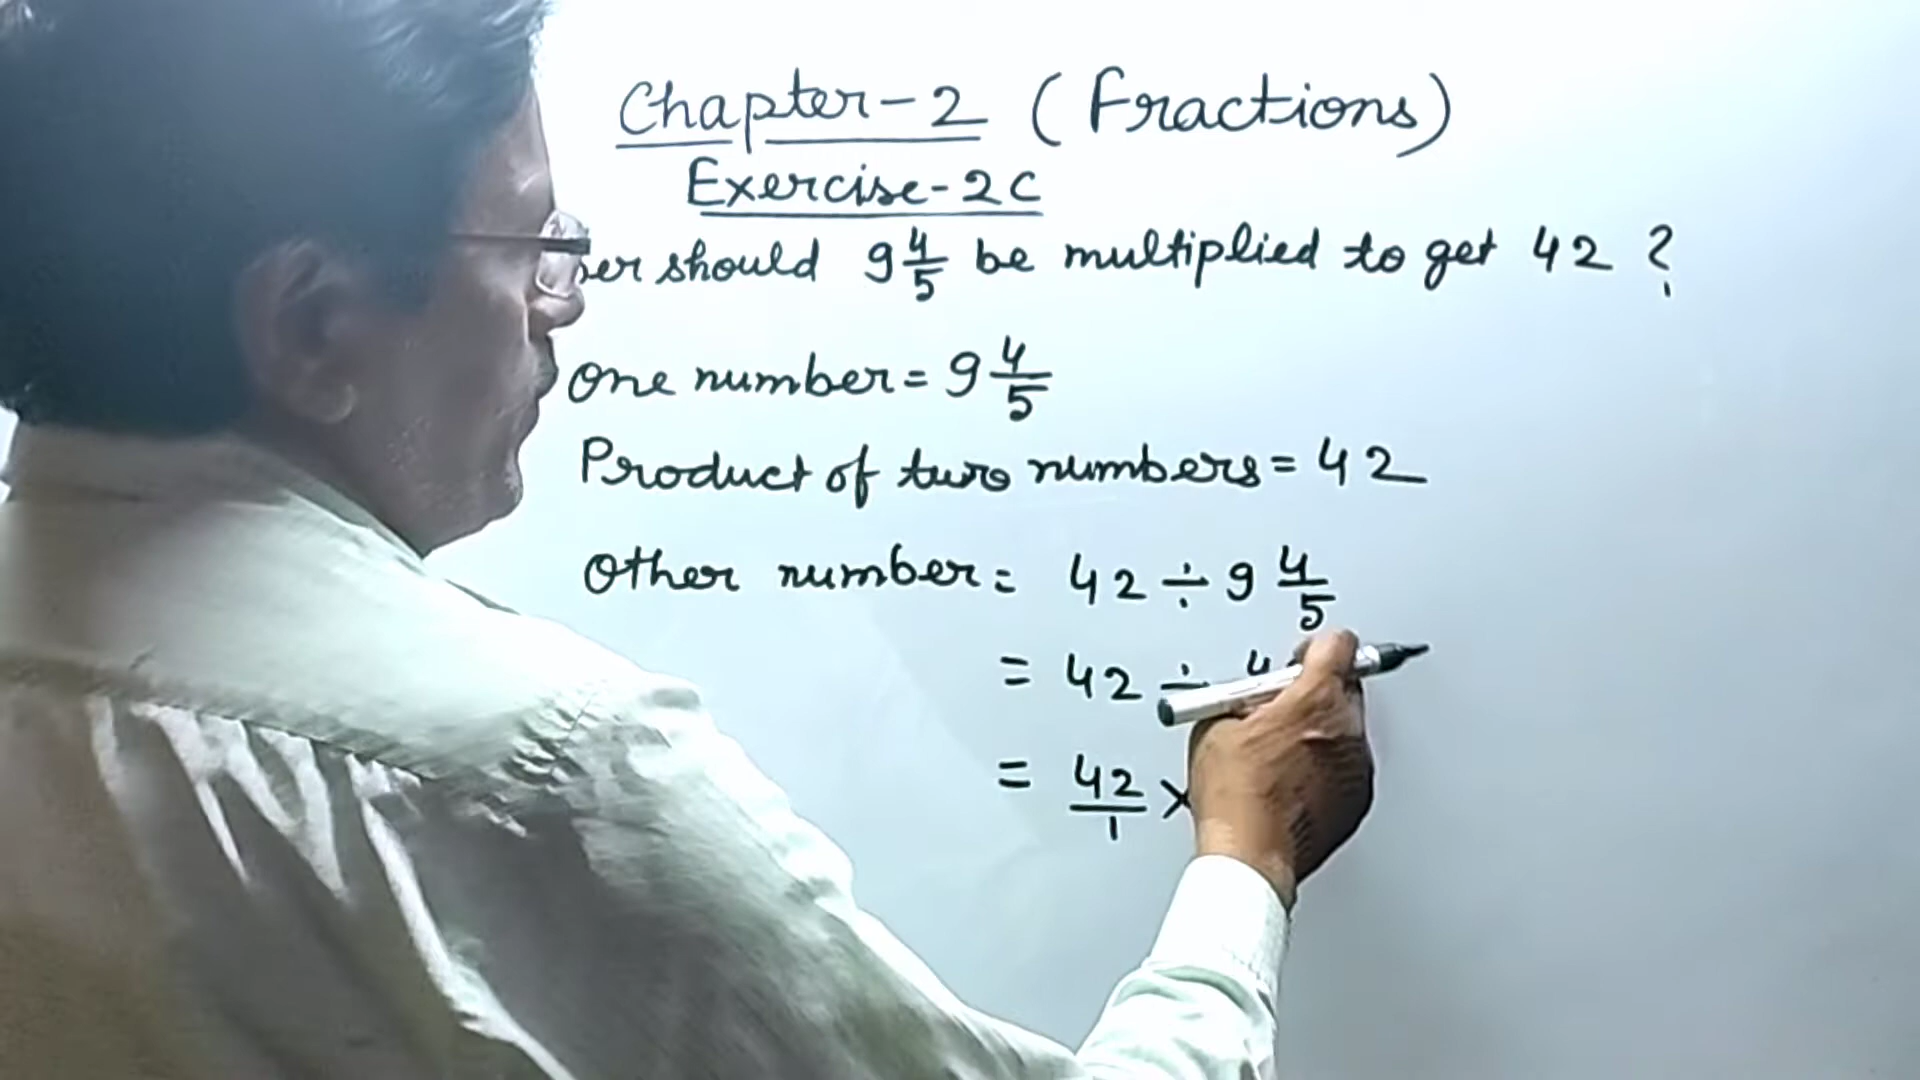 Chapter-2 (Fractions)
Exercise-2C
should 9 4/5 be multiplied to get 42 ?
One number = 9 4/5
Product of two numbers = 42
Other number = 42 ÷ 9 4/5
= 42 ÷ 4
= 42/1 ×